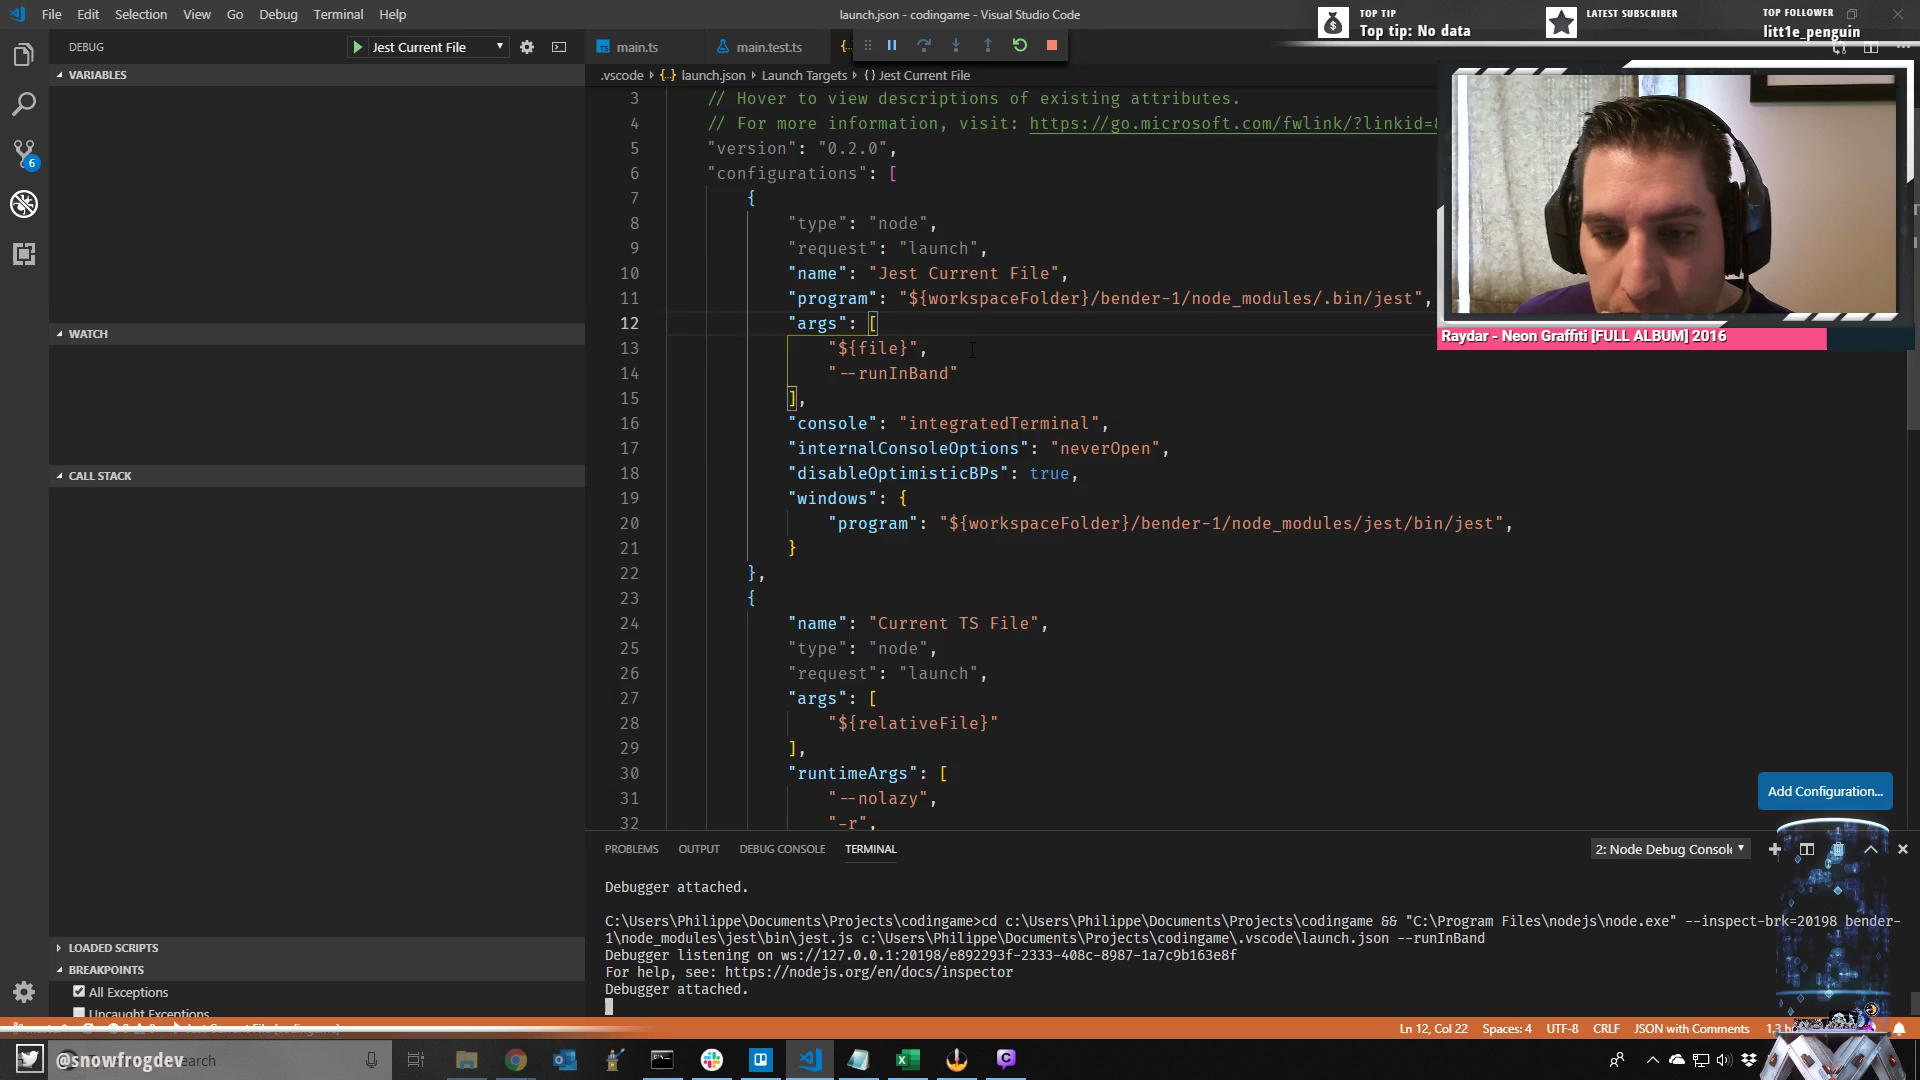 File Edit Selection View Go Debug Terminal Help
launch.json - codingame - Visual Studio Code
TOP TIP
Top tip: No data
LATEST SUBSCRIBER
TOP FOLLOWER
litt1e_penguin
DEBUG
Jest Current File
main.ts
main.test.ts
VARIABLES
.vscode
launch.json
Launch Targets
Jest Current File
3 // Hover to view descriptions of existing attributes.
4 // For more information, visit: https://go.microsoft.com/fwlink/?linkid=
5 "version": "0.2.0",
6 "configurations": [
7 {
8 "type": "node",
9 "request": "launch",
10 "name": "Jest Current File",
11 "program": "${workspaceFolder}/bender-1/node_modules/.bin/jest",
12 "args": [
13 "${file}",
14 "--runInBand"
15 ],
16 "console": "integratedTerminal",
17 "internalConsoleOptions": "neverOpen",
18 "disableOptimisticBPs": true,
19 "windows": {
20 "program": "${workspaceFolder}/bender-1/node_modules/jest/bin/jest",
21 }
22 },
23 {
24 "name": "Current TS File",
25 "type": "node",
26 "request": "launch",
27 "args": [
28 "${relativeFile}"
29 ],
30 "runtimeArgs": [
31 "--nolazy",
32 "-r",
Raydar - Neon Graffiti [FULL ALBUM] 2016
6
WATCH
CALL STACK
LOADED SCRIPTS
BREAKPOINTS
All Exceptions
Uncaught Exceptions
Add Configuration...
PROBLEMS OUTPUT DEBUG CONSOLE TERMINAL
2: Node Debug Console
Debugger attached.
C:\Users\Philippe\Documents\Projects\codingame>cd c:\Users\Philippe\Documents\Projects\codingame && "C:\Program Files\nodejs\node.exe" --inspect-brk=20198 bender-
1\node_modules\jest\bin\jest.js c:\Users\Philippe\Documents\Projects\codingame\.vscode\launch.json --runInBand
Debugger listening on ws://127.0.0.1:20198/e892293f-2333-408c-8987-1a7c9b163e8f
For help, see: https://nodejs.org/en/docs/inspector
Debugger attached.
Ln 12, Col 22 Spaces: 4 UTF-8 CRLF JSON with Comments
@snowfrogdev